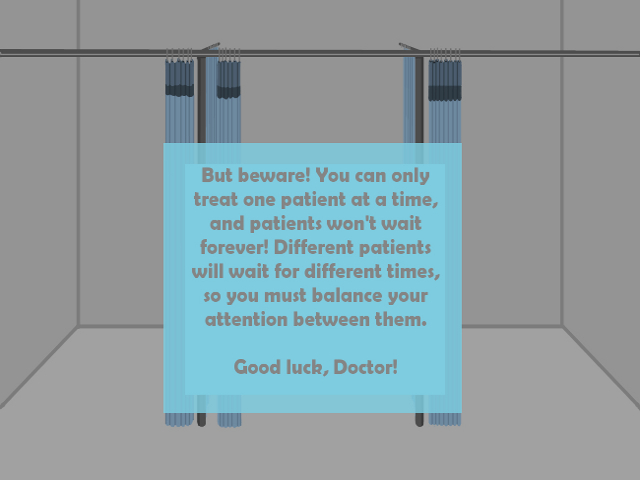 But beware! You can only
treat one patient at a time,
and patients won't wait
forever! Different patients
will wait for different times,
so you must balance your
attention between them.
Good luck, Doctor!